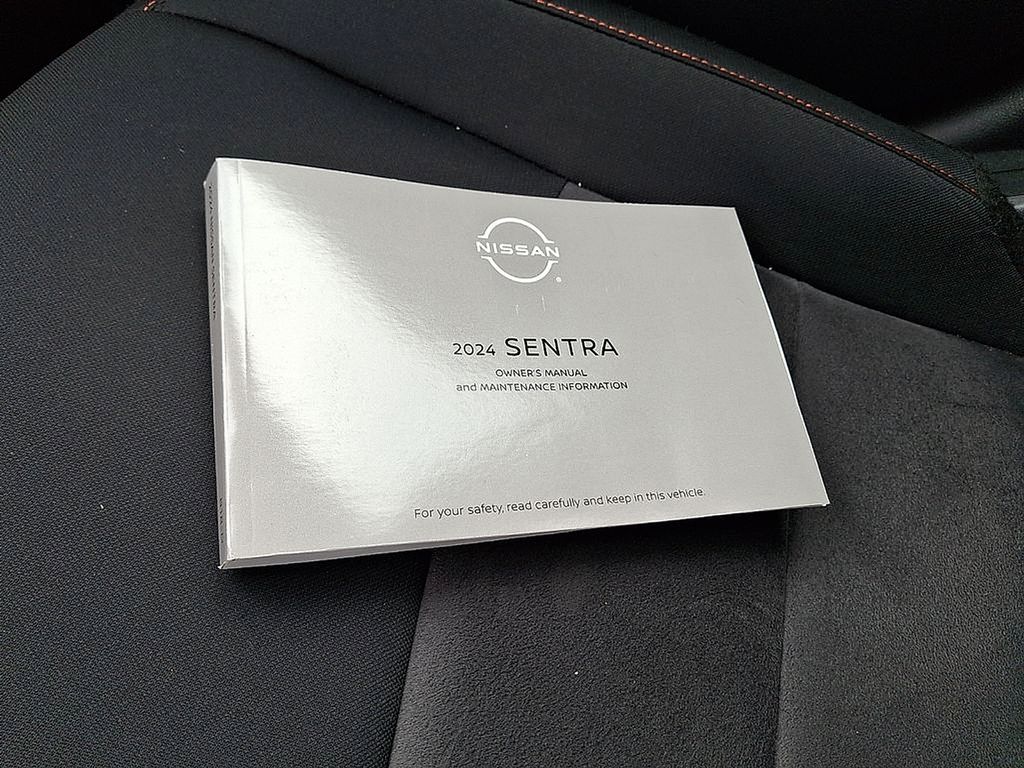 NISSAN
2024 SENTRA
OWNER'S MANUAL
and MAINTENANCE INFORMATION
For your safety, read carefully and keep in this vehicle.